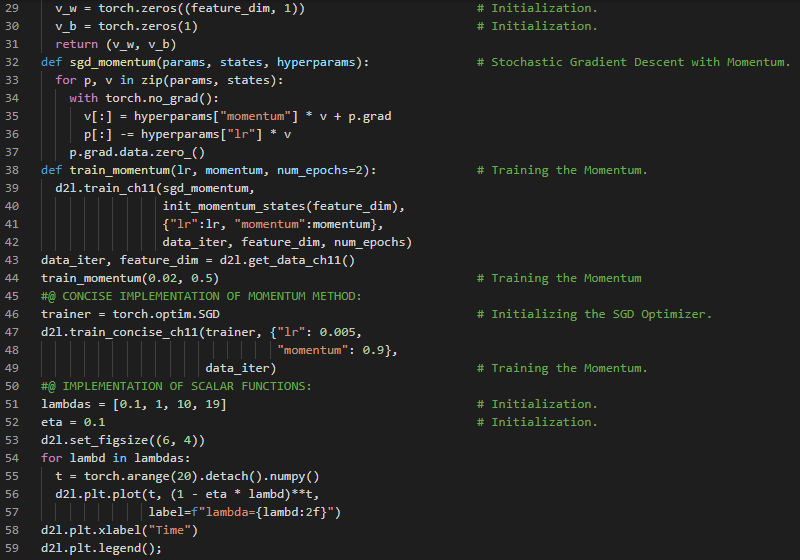 29 v_w = torch.zeros((feature_dim, 1)) # Initialization.
30 v_b = torch.zeros(1) # Initialization.
31 return (v_w, v_b)
32 def sgd_momentum(params, states, hyperparams): # Stochastic Gradient Descent with Momentum.
33 for p, v in zip(params, states):
34 with torch.no_grad():
35 v[:] = hyperparams["momentum"] * v + p.grad
36 p[:] -= hyperparams["lr"] * v
37 p.grad.data.zero_()
38 def train_momentum(lr, momentum, num_epochs=2): # Training the Momentum.
39 d2l.train_ch11(sgd_momentum,
40 init_momentum_states(feature_dim),
41 {"lr":lr, "momentum":momentum},
42 data_iter, feature_dim, num_epochs)
43 data_iter, feature_dim = d2l.get_data_ch11()
44 train_momentum(0.02, 0.5) # Training the Momentum
45 #@ CONCISE IMPLEMENTATION OF MOMENTUM METHOD:
46 trainer = torch.optim.SGD # Initializing the SGD Optimizer.
47 d2l.train_concise_ch11(trainer, {"lr": 0.005,
48 "momentum": 0.9},
49 data_iter) # Training the Momentum.
50 #@ IMPLEMENTATION OF SCALAR FUNCTIONS:
51 lambdas = [0.1, 1, 10, 19] # Initialization.
52 eta = 0.1 # Initialization.
53 d2l.set_figsize((6, 4))
54 for lambd in lambdas:
55 t = torch.arange(20).detach().numpy()
56 d2l.plt.plot(t, (1 - eta * lambd)**t,
57 label=f"lambda={lambd:2f}")
58 d2l.plt.xlabel("Time")
59 d2l.plt.legend();